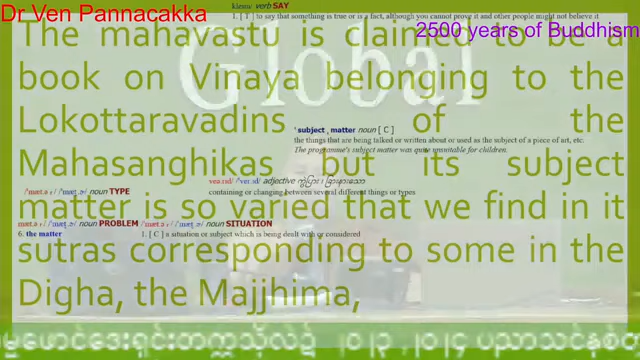 kleɪm/ verb SAY
Dr Ven Pannacakka
1. [ T ] to say that something is true or is a fact, although you cannot prove it and other people might not believe it
2500 years of Buddhism
The mahavastu is claimed to be a
book on Vinaya belonging to the
Global
Lokottaravadins of the
ˈsubject ˌmatter noun [ C ]
the things that are being talked or written about or used as the subject of a piece of art, etc.
The programme's subject matter was quite unsuitable for children.
Mahasanghikas but its subject
adjective
noun TYPE
containing or changing between several different things or types
matter is so varied that we find in it
noun PROBLEM noun SITUATION
6. the matter
1. [ C ] a situation or subject which is being dealt with or considered
sutras corresponding to some in the
Digha, the Majjhima,